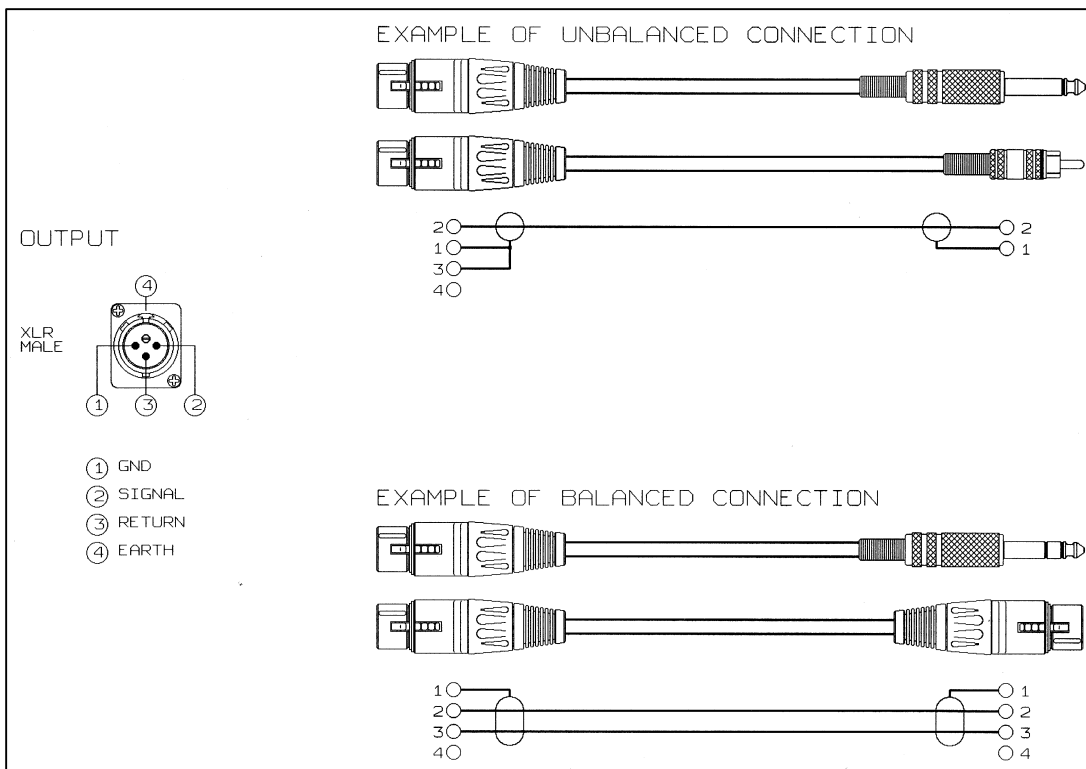 EXAMPLE OF UNBALANCED CONNECTION
2 2
1 1
3
4
OUTPUT
4
XLR
MALE
1 3 2
1 GND
2 SIGNAL
3 RETURN
4 EARTH
EXAMPLE OF BALANCED CONNECTION
1 1
2 2
3 3
4 4